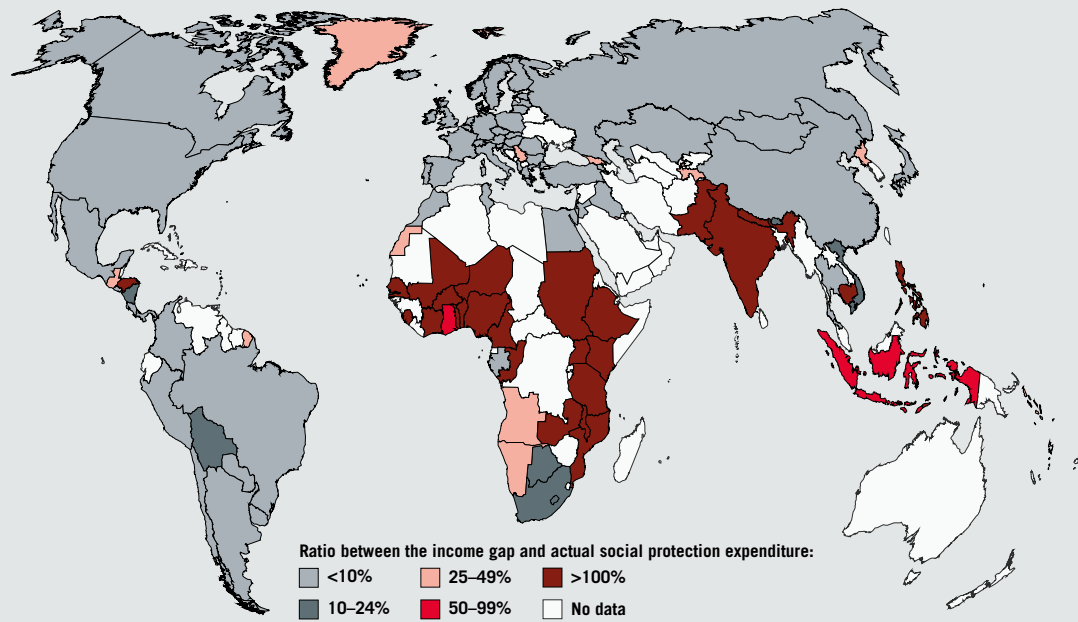 Ratio between the income gap and actual social protection expenditure:
<10% 25–49% >100%
10–24% 50–99% No data